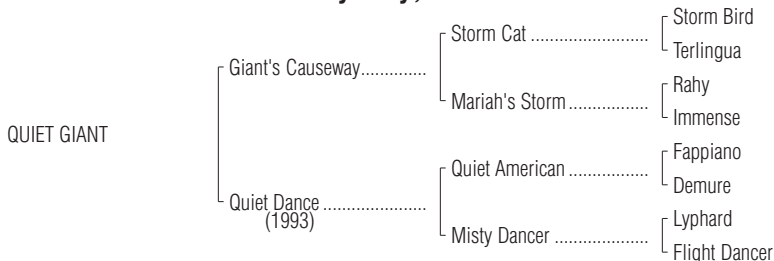 Storm Bird
Storm Cat ........................
Terlingua
Giant's Causeway..............
Rahy
Mariah's Storm.................
Immense
QUIET GIANT
Fappiano
Quiet American .................
Demure
Quiet Dance ......................
(1993)
Lyphard
Misty Dancer ....................
Flight Dancer